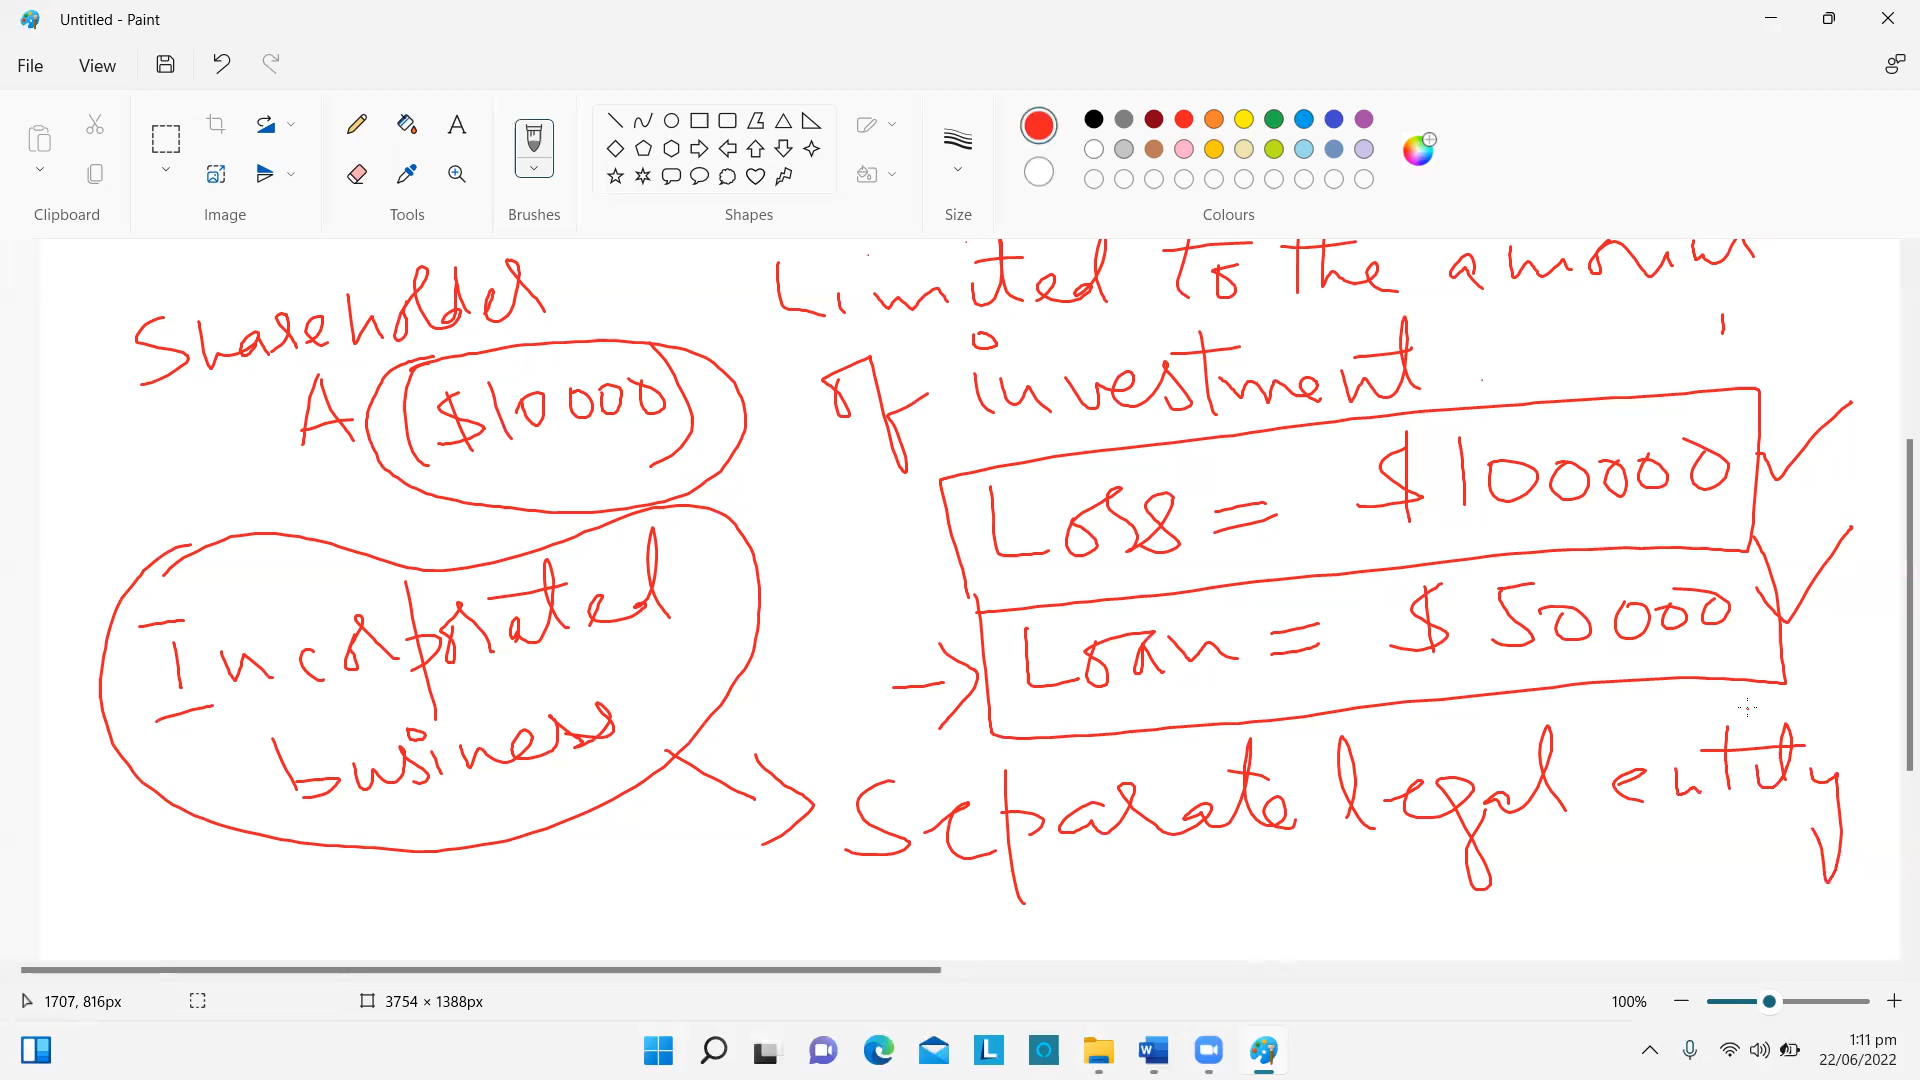 Untitled - Paint
File
View
Clipboard
Image
Tools
Brushes
Shapes
Size
Colours
Limited to the amount
of investment
Shareholder
A ($10000)
Loss = $100000
Loan = $50000
Incorporated
business
Separate legal entity
1707, 816px
3754 × 1388px
100%
1:11 pm
22/06/2022